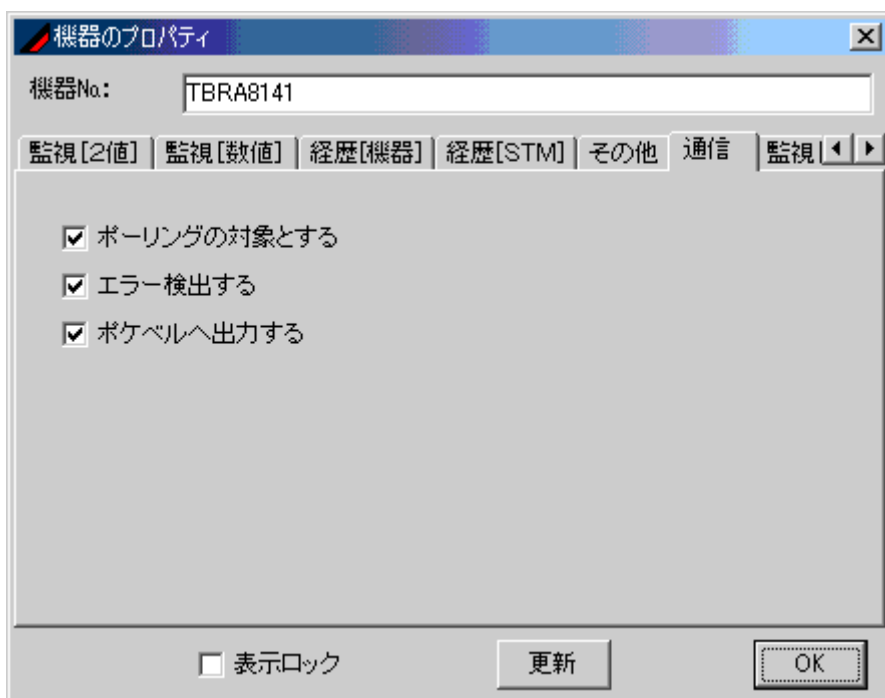 機器のプロパティ
機器No: TBRA8141
監視[2値] 監視[数値] 経歴[機器] 経歴[STM] その他 通信 監視[
ポーリングの対象とする
エラー検出する
ポケベルへ出力する
表示ロック 更新 OK